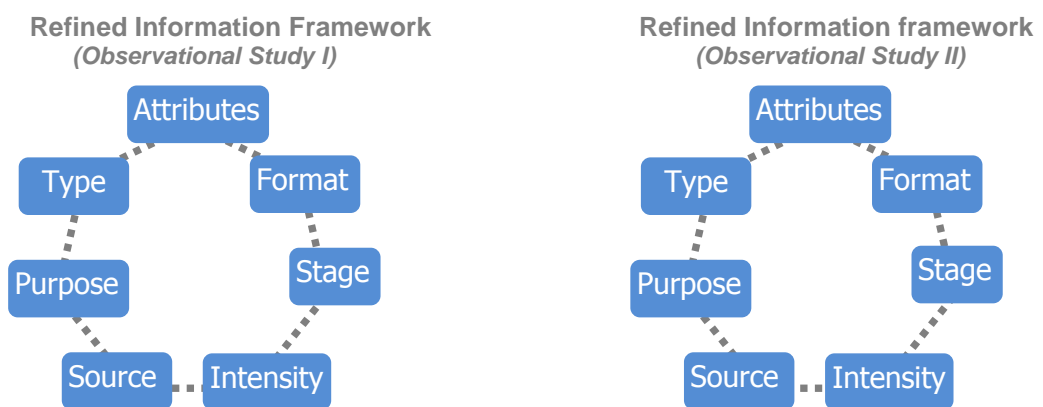 Refined Information Framework
(Observational Study I)
Attributes
Type
Format
Purpose
Stage
Source
Intensity
Refined Information framework
(Observational Study II)
Attributes
Type
Format
Purpose
Stage
Source
Intensity